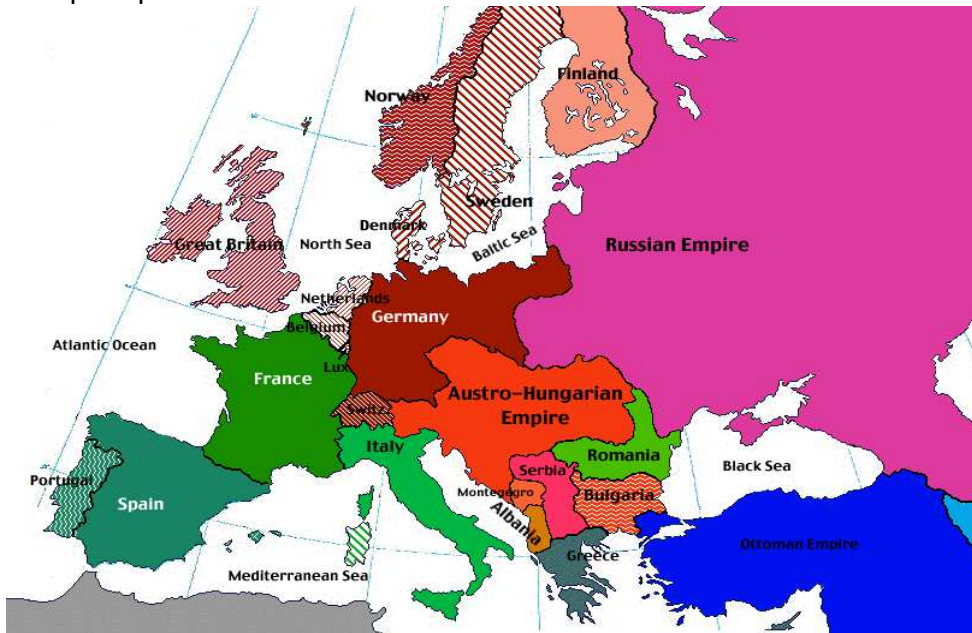 Finland
Norway
Sweden
Denmark
Great Britain
North Sea
Baltic Sea
Russian Empire
Netherlands
Germany
Belgium
Atlantic Ocean
Lux
France
Austro-Hungarian
Empire
Switz
Italy
Romania
Serbia
Black Sea
Portugal
Spain
Montegegro
Bulgaria
Albania
Ottoman Empire
Greece
Mediterranean Sea